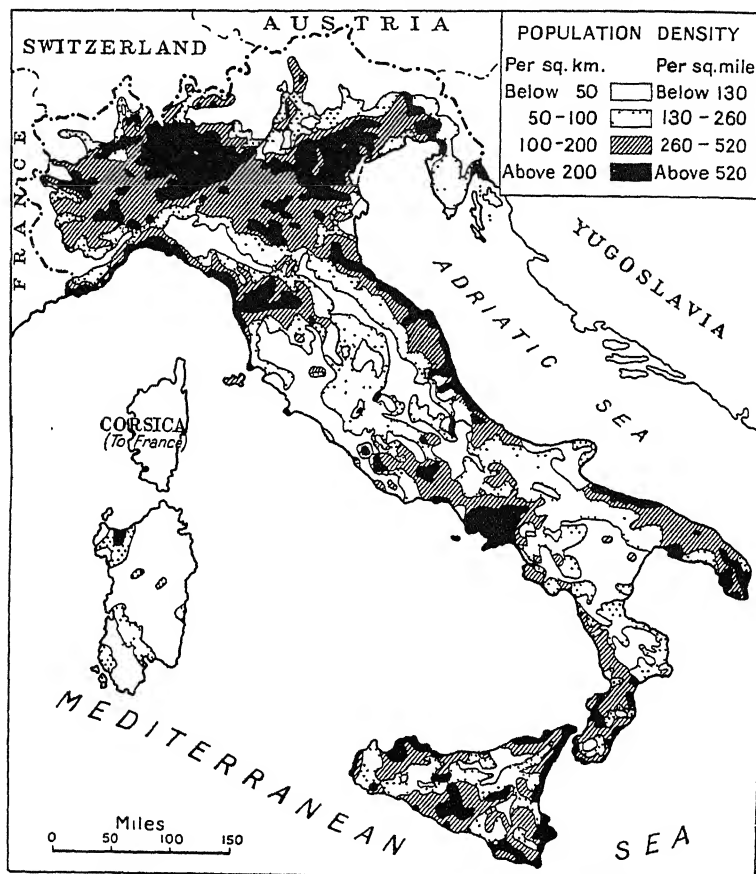 AUSTRIA
SWITZERLAND
FRANCE
POPULATION DENSITY
Per sq. km. Per sq. mile
Below 50 Below 130
50-100 130-260
100-200 260-520
Above 200 Above 520
YUGOSLAVIA
ADRIATIC SEA
CORSICA
(To France)
MEDITERRANEAN SEA
Miles
0 50 100 150